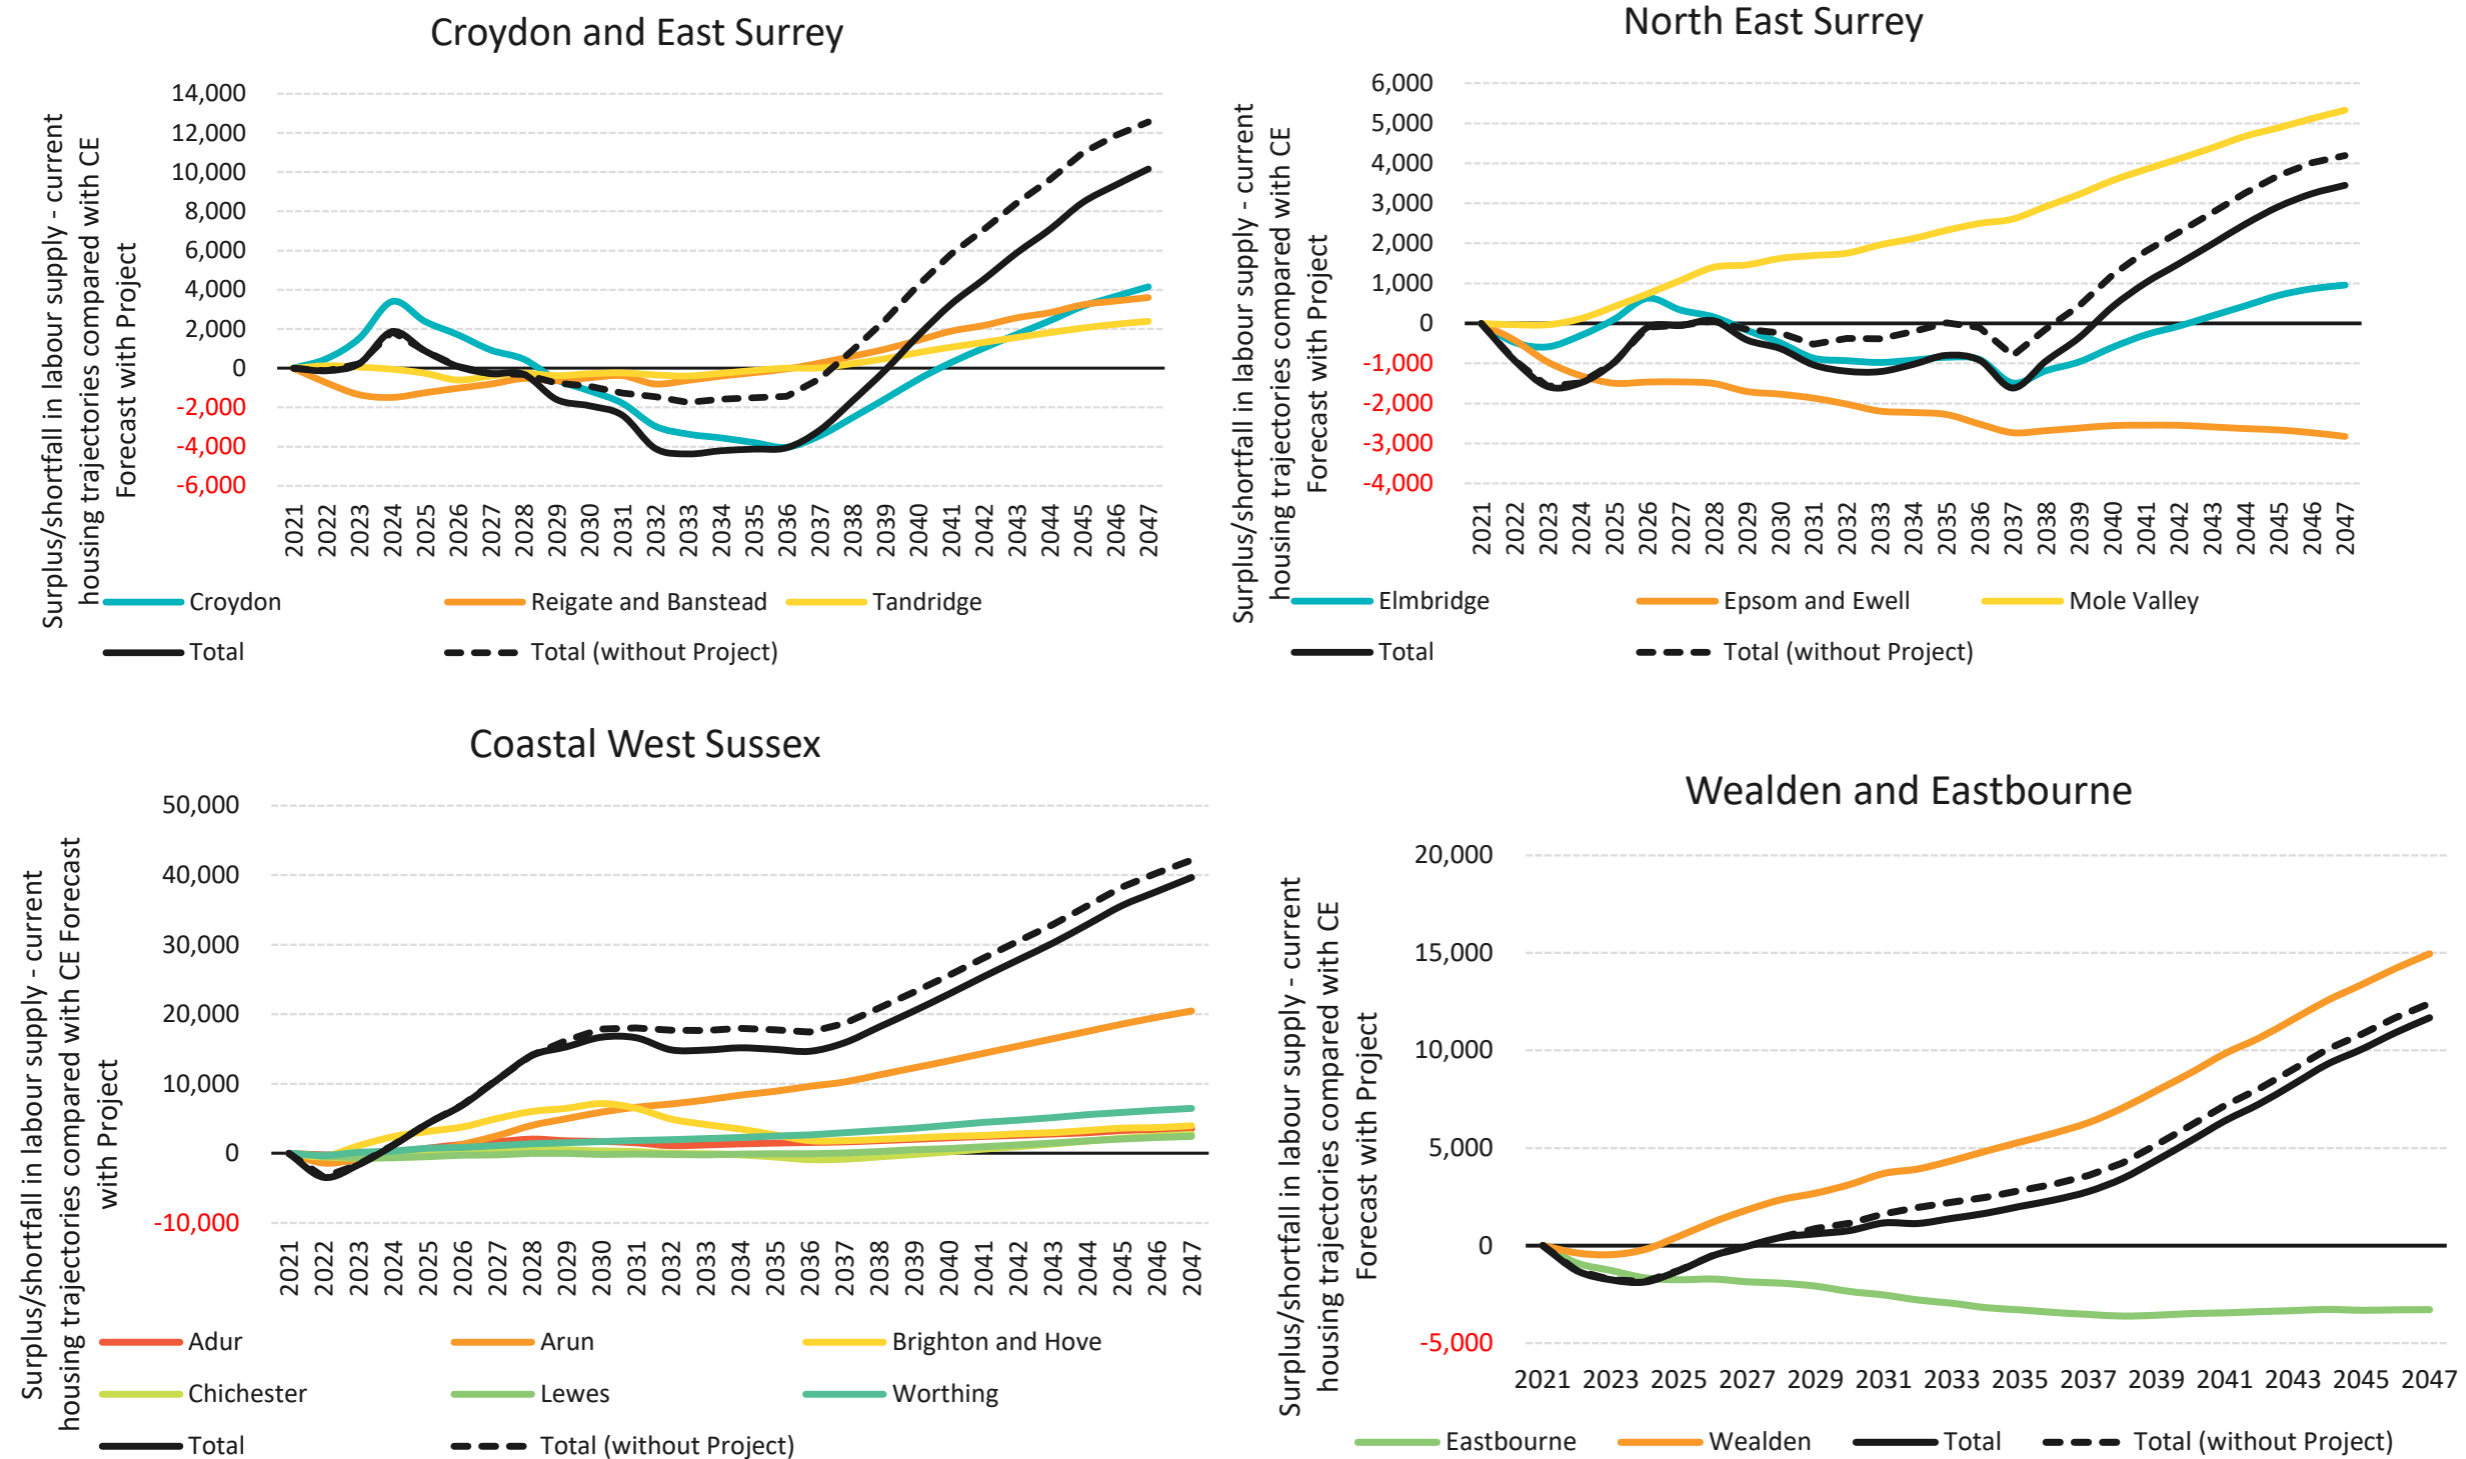 Croydon and East Surrey
Surplus/shortfall in labour supply - current
housing trajectories compared with CE
Forecast with Project
14,000
12,000
10,000
8,000
6,000
4,000
2,000
0
-2,000
-4,000
-6,000
2021 2022 2023 2024 2025 2026 2027 2028 2029 2030 2031 2032 2033 2034 2035 2036 2037 2038 2039 2040 2041 2042 2043 2044 2045 2046 2047
Croydon Reigate and Banstead Tandridge
Total Total (without Project)
North East Surrey
Surplus/shortfall in labour supply - current
housing trajectories compared with CE
Forecast with Project
6,000
5,000
4,000
3,000
2,000
1,000
0
-1,000
-2,000
-3,000
-4,000
2021 2022 2023 2024 2025 2026 2027 2028 2029 2030 2031 2032 2033 2034 2035 2036 2037 2038 2039 2040 2041 2042 2043 2044 2045 2046 2047
Elmbridge Epsom and Ewell Mole Valley
Total Total (without Project)
Coastal West Sussex
Surplus/shortfall in labour supply - current
housing trajectories compared with CE Forecast
with Project
50,000
40,000
30,000
20,000
10,000
0
-10,000
2021 2022 2023 2024 2025 2026 2027 2028 2029 2030 2031 2032 2033 2034 2035 2036 2037 2038 2039 2040 2041 2042 2043 2044 2045 2046 2047
Adur Arun Brighton and Hove
Chichester Lewes Worthing
Total Total (without Project)
Wealden and Eastbourne
Surplus/shortfall in labour supply - current
housing trajectories compared with CE
Forecast with Project
20,000
15,000
10,000
5,000
0
-5,000
2021 2023 2025 2027 2029 2031 2033 2035 2037 2039 2041 2043 2045 2047
Eastbourne Wealden Total Total (without Project)